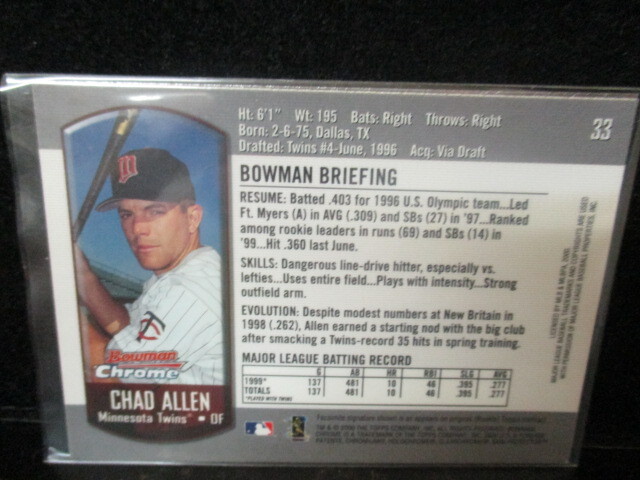 Ht: 6'1" Wt: 195 Bats: Right Throws: Right
Born: 2-6-75, Dallas, TX
Drafted: Twins #4-June, 1996 Acq: Via Draft
33
BOWMAN BRIEFING
RESUME: Batted .403 for 1996 U.S. Olympic team...Led
Ft. Myers (A) in AVG (.309) and SBs (27) in '97...Ranked
among rookie leaders in runs (69) and SBs (14) in
'99...Hit .360 last June.
SKILLS: Dangerous line-drive hitter, especially vs.
lefties...Uses entire field...Plays with intensity...Strong
outfield arm.
EVOLUTION: Despite modest numbers at New Britain in
1998 (.262), Allen earned a starting nod with the big club
after smacking a Twins-record 35 hits in spring training.
MAJOR LEAGUE BATTING RECORD
G AB HR RBI SLG AVG
1999* 137 481 10 46 .395 .277
TOTALS 137 481 10 46 .395 .277
*PLAYED WITH TWINS
M
Bowman
Chrome
CHAD ALLEN
Minnesota Twins - OF